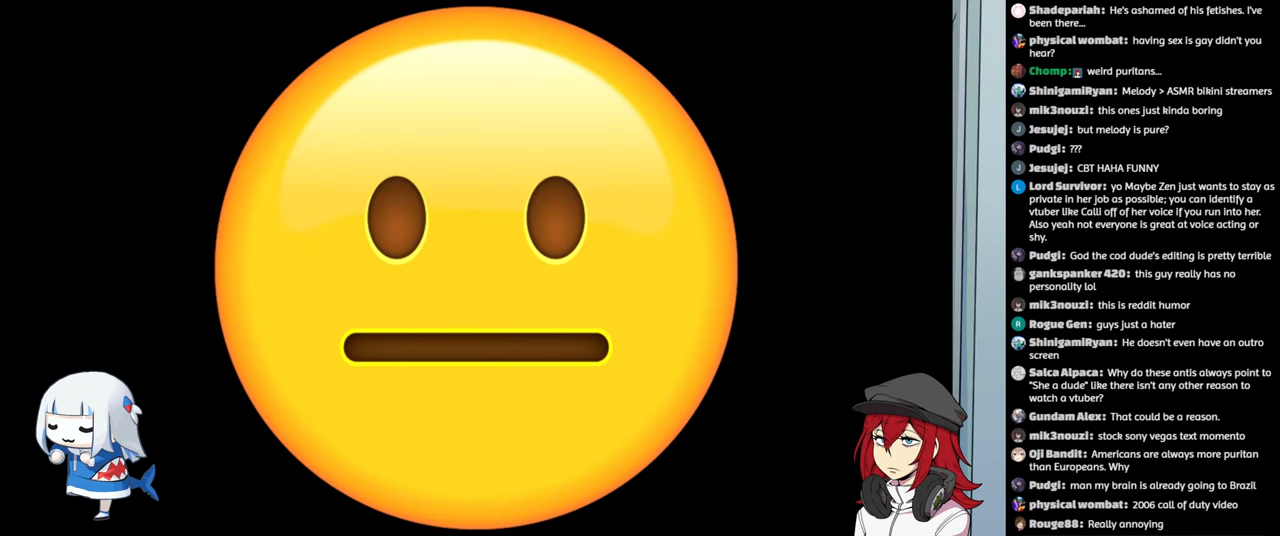 Shadepariah: He's ashamed of his fetishes. I've
been there...
physical wombat: having sex is gay didn't you
hear?
Chomp: weird puritans...
ShinigamiRyan: Melody > ASMR bikini streamers
mik3nouzi: this ones just kinda boring
J Jesujej: but melody is pure?
Pudgi: ???
J Jesujej: CBT HAHA FUNNY
L Lord Survivor: yo Maybe Zen just wants to stay as
private in her job as possible; you can identify a
vtuber like Calli off of her voice if you run into her.
Also yeah not everyone is great at voice acting or
shy.
Pudgi: God the cod dude's editing is pretty terrible
gankspanker 420: this guy really has no
personality lol
mik3nouzi: this is reddit humor
R Rogue Gen: guys just a hater
ShinigamiRyan: He doesn't even have an outro
screen
Salca Alpaca: Why do these antis always point to
"She a dude" like there isn't any other reason to
watch a vtuber?
Gundam Alex: That could be a reason.
mik3nouzi: stock sony vegas text momento
Oji Bandit: Americans are always more puritan
than Europeans. Why
Pudgi: man my brain is already going to Brazil
physical wombat: 2006 call of duty video
Rouge88: Really annoying